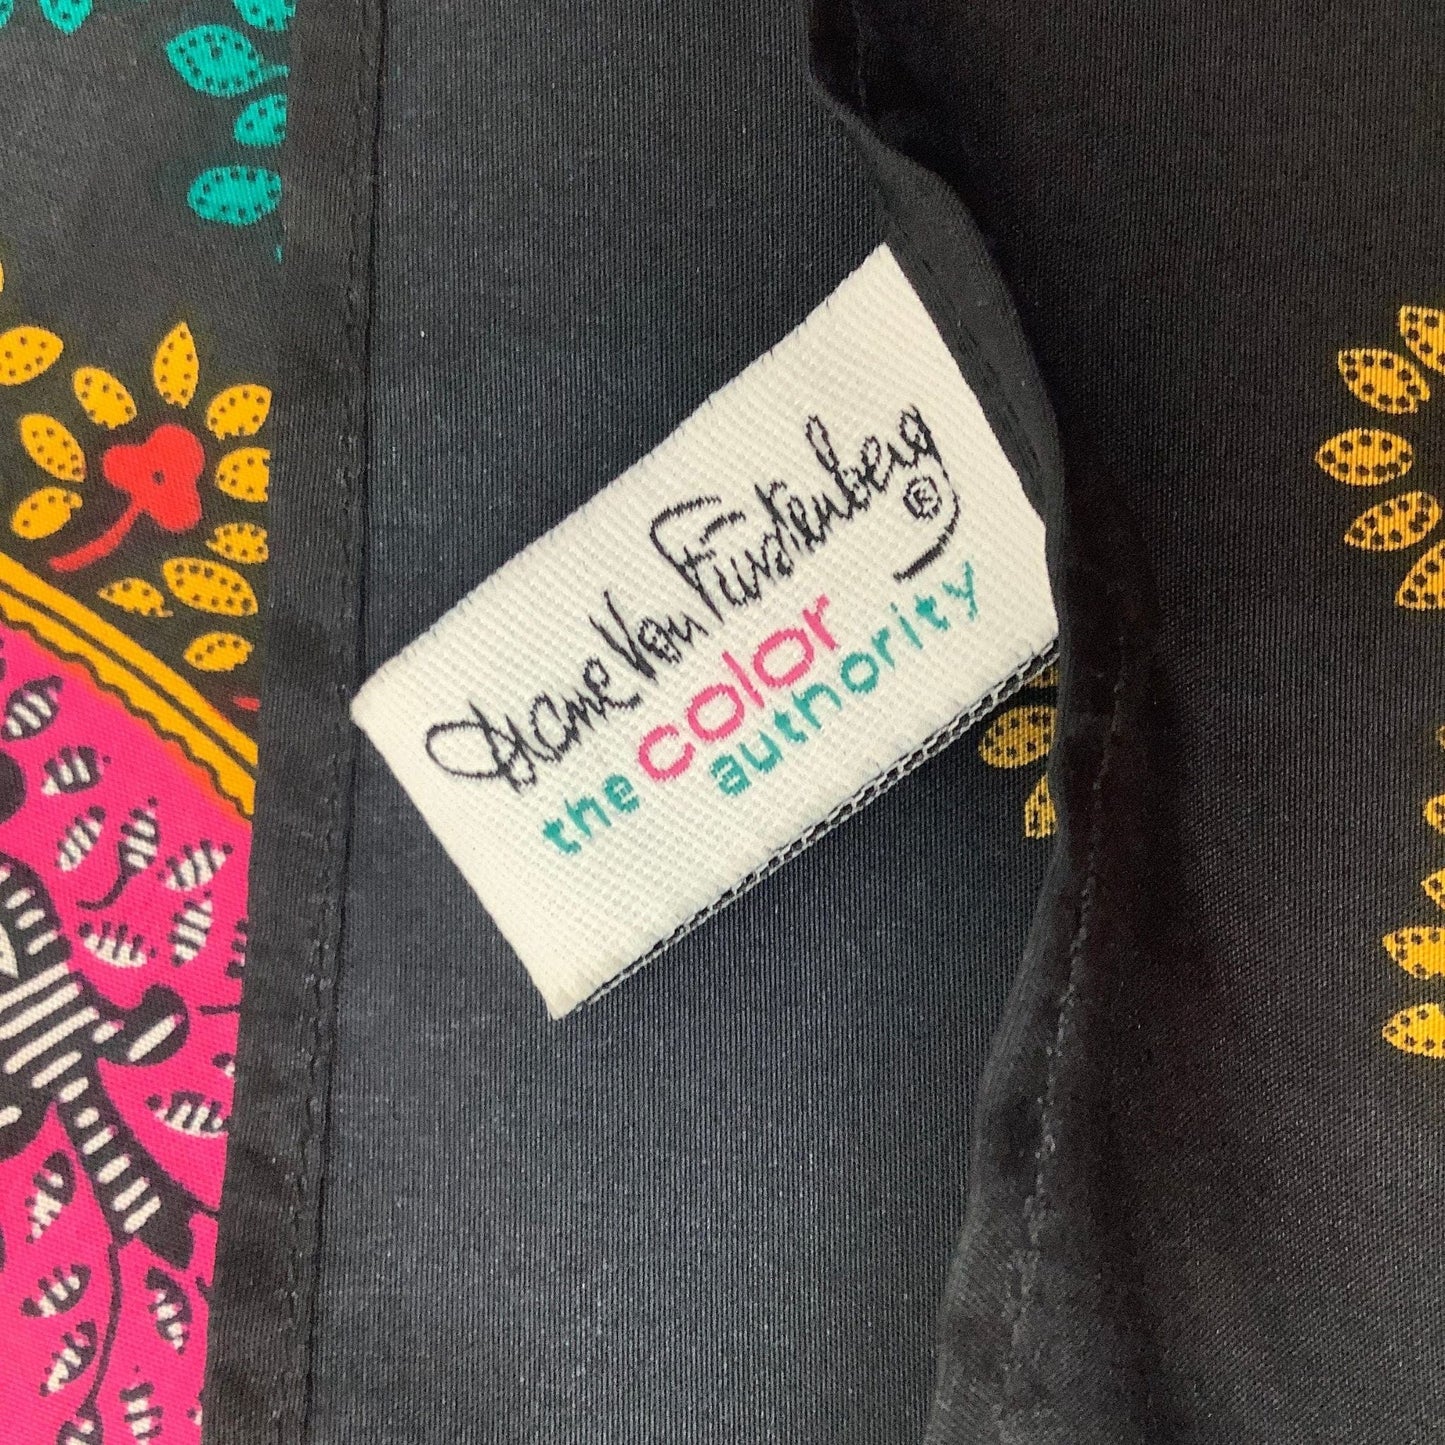 Diane Von Furstenberg ®
the color
authority